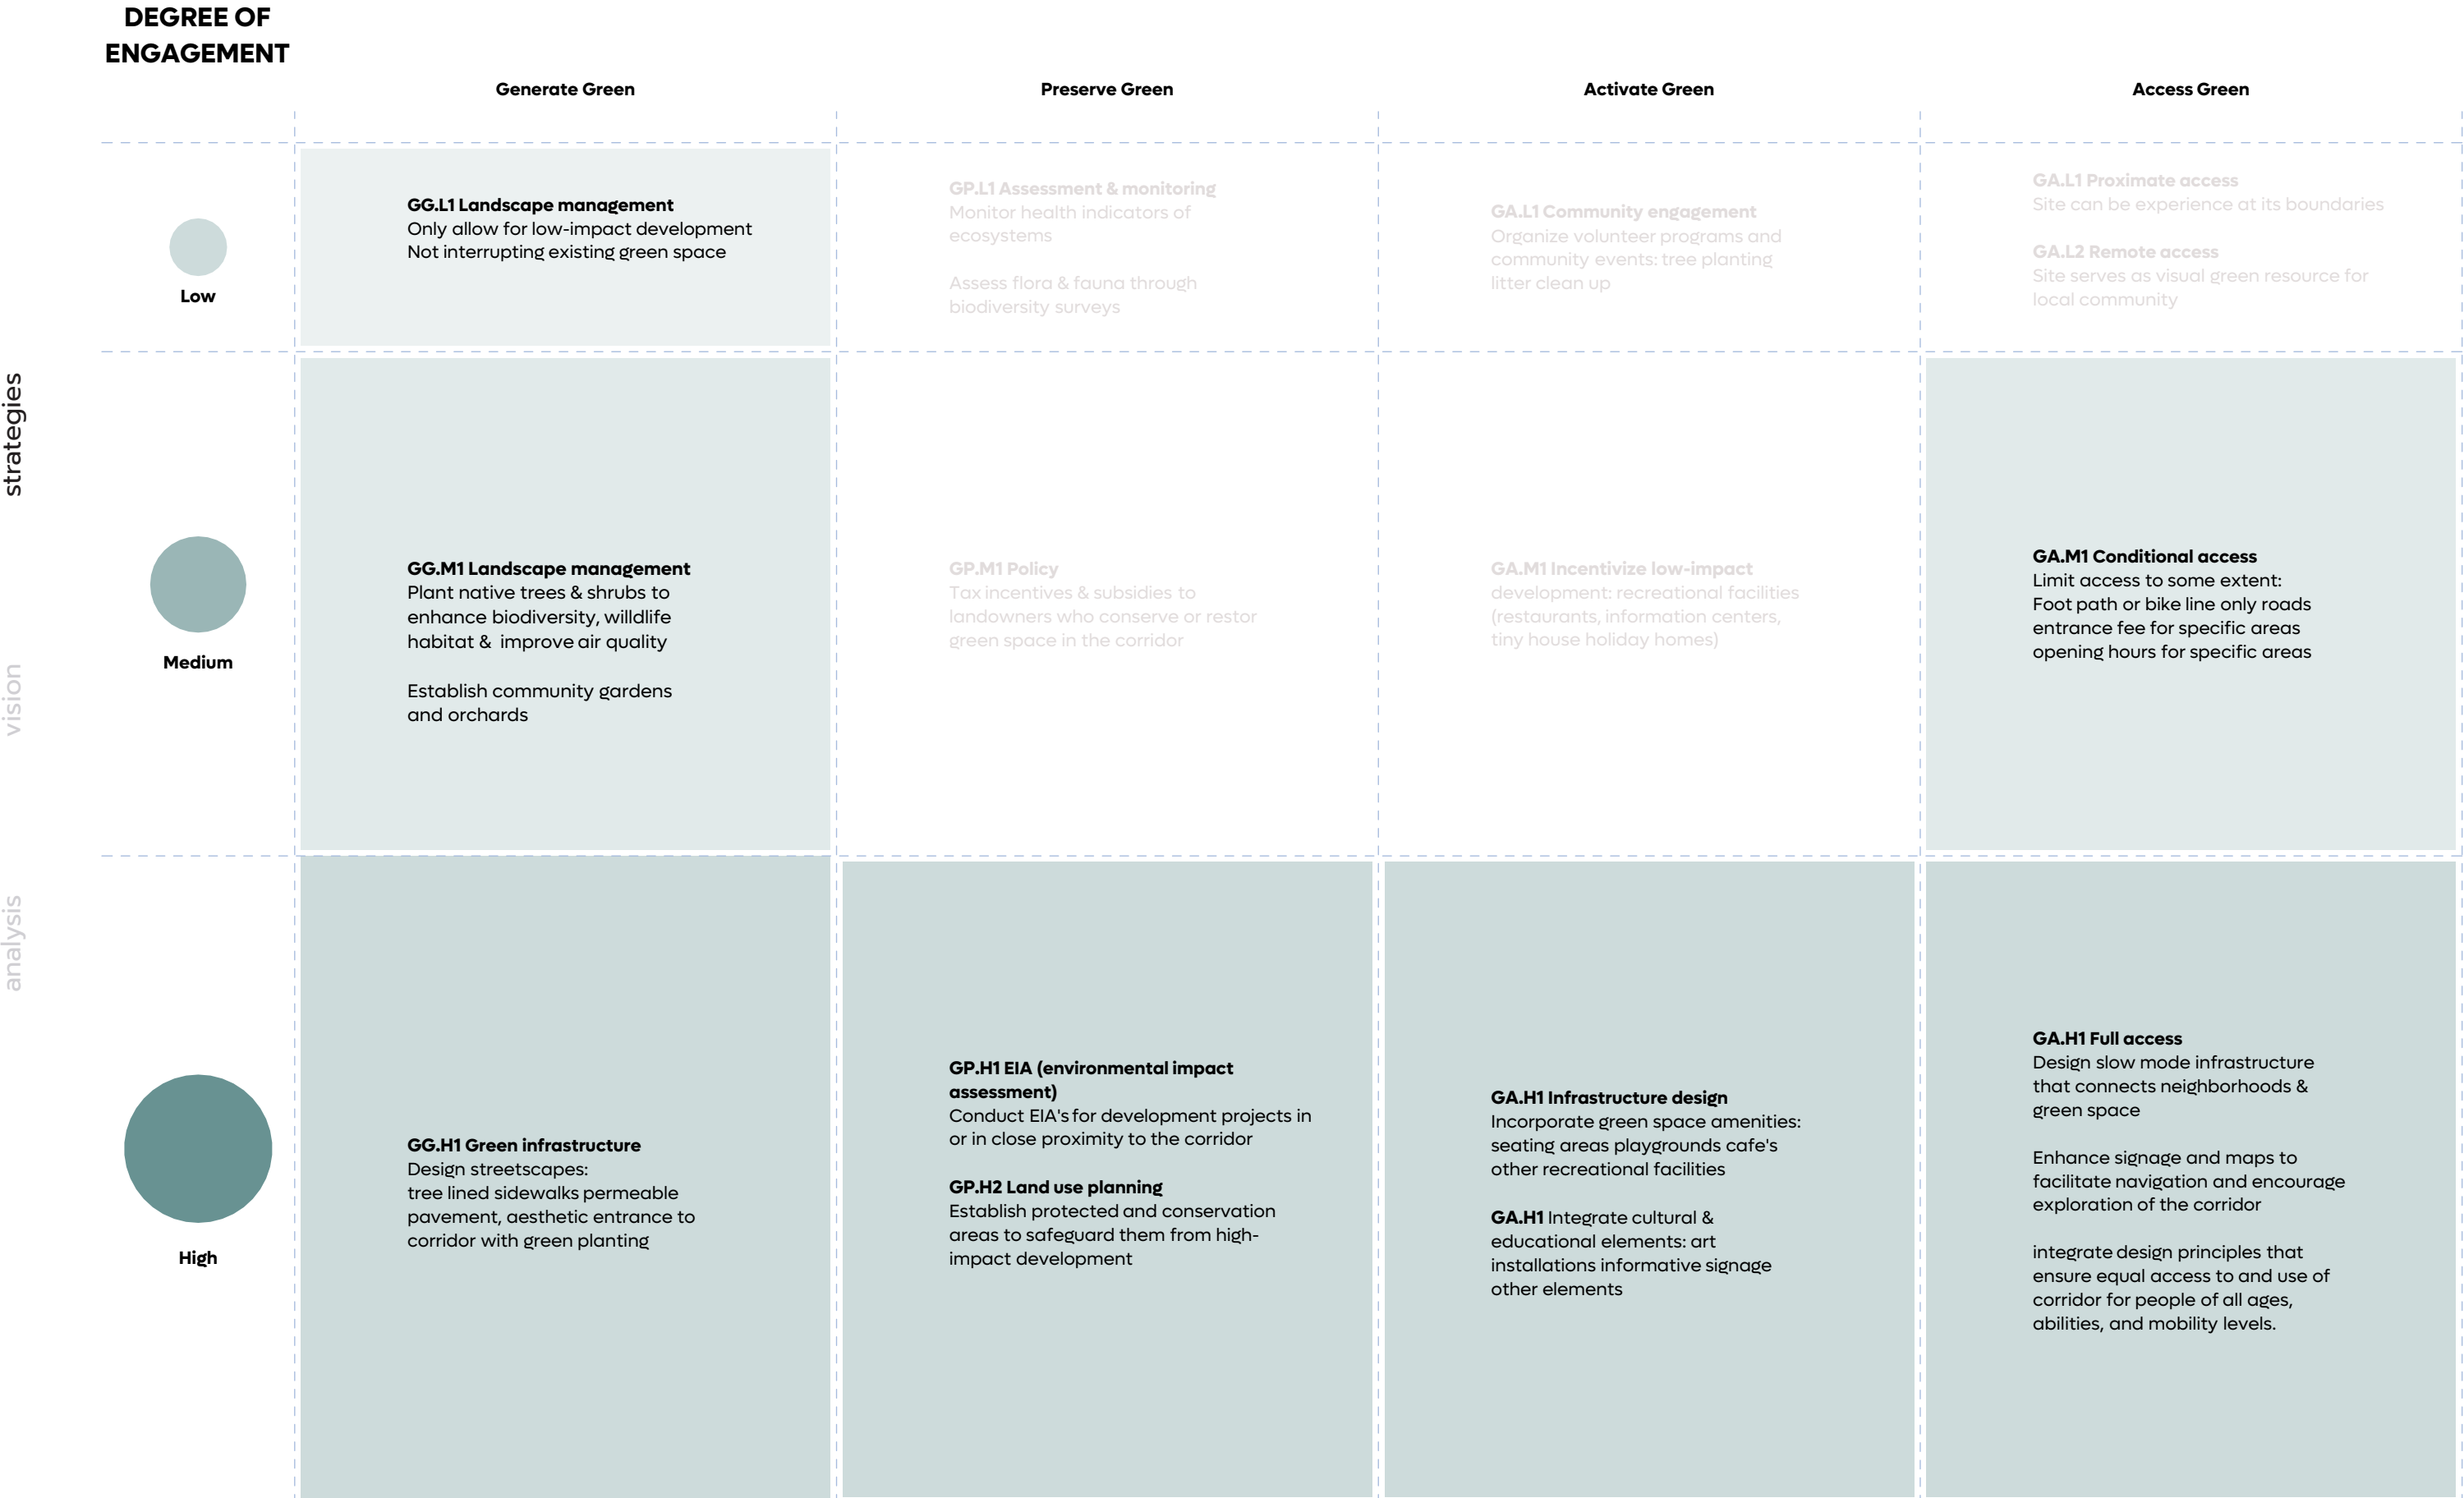 DEGREE OF
ENGAGEMENT
Generate Green
Preserve Green
Activate Green
Access Green
strategies
vision
analysis
Low
GG.L1 Landscape management
Only allow for low-impact development
Not interrupting existing green space
GP.L1 Assessment & monitoring
Monitor health indicators of
ecosystems
Assess flora & fauna through
biodiversity surveys
GA.L1 Community engagement
Organize volunteer programs and
community events: tree planting
litter clean up
GA.L1 Proximate access
Site can be experience at its boundaries
GA.L2 Remote access
Site serves as visual green resource for
local community
Medium
GG.M1 Landscape management
Plant native trees & shrubs to
enhance biodiversity, willdlife
habitat & improve air quality
Establish community gardens
and orchards
GP.M1 Policy
Tax incentives & subsidies to
landowners who conserve or restor
green space in the corridor
GA.M1 Incentivize low-impact
development: recreational facilities
(restaurants, information centers,
tiny house holiday homes)
GA.M1 Conditional access
Limit access to some extent:
Foot path or bike line only roads
entrance fee for specific areas
opening hours for specific areas
High
GG.H1 Green infrastructure
Design streetscapes:
tree lined sidewalks permeable
pavement, aesthetic entrance to
corridor with green planting
GP.H1 EIA (environmental impact
assessment)
Conduct EIA's for development projects in
or in close proximity to the corridor
GP.H2 Land use planning
Establish protected and conservation
areas to safeguard them from high-
impact development
GA.H1 Infrastructure design
Incorporate green space amenities:
seating areas playgrounds cafe's
other recreational facilities
GA.H1 Integrate cultural &
educational elements: art
installations informative signage
other elements
GA.H1 Full access
Design slow mode infrastructure
that connects neighborhoods &
green space
Enhance signage and maps to
facilitate navigation and encourage
exploration of the corridor
integrate design principles that
ensure equal access to and use of
corridor for people of all ages,
abilities, and mobility levels.